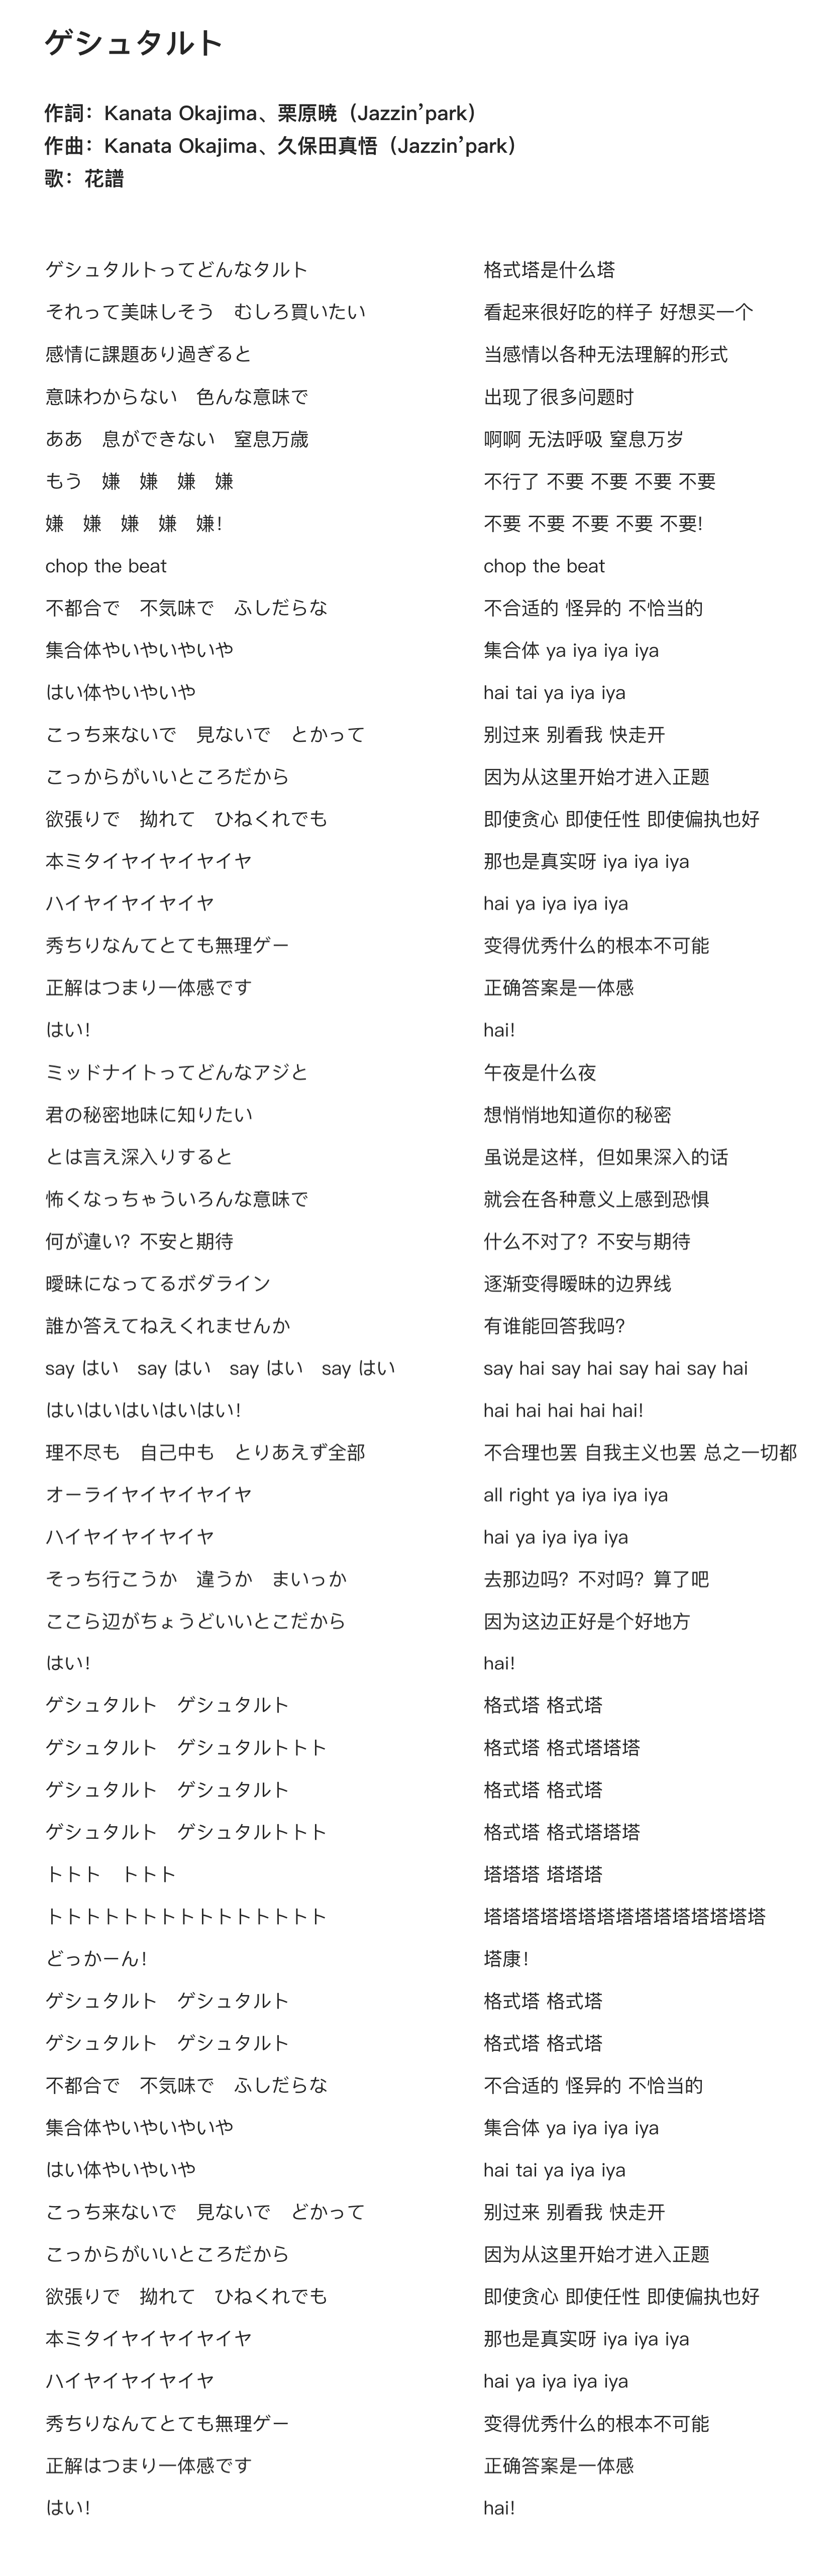 ゲシュタルト
作詞：Kanata Okajima、栗原暁（Jazzin’park）
作曲：Kanata Okajima、久保田真悟（Jazzin’park）
歌：花譜
ゲシュタルトってどんなタルト　格式塔是什么塔
それって美味しそう　むしろ買いたい　看起来很好吃的样子 好想买一个
感情に課題あり過ぎると　当感情以各种无法理解的形式
意味わからない　色んな意味で　出现了很多问题时
ああ　息ができない　窒息万歳　啊啊 无法呼吸 窒息万岁
もう　嫌　嫌　嫌　嫌　不行了 不要 不要 不要 不要
嫌　嫌　嫌　嫌　嫌！　不要 不要 不要 不要 不要!
chop the beat　chop the beat
不都合で　不気味で　ふしだらな　不合适的 怪异的 不恰当的
集合体やいやいやいや　集合体 ya iya iya iya
はい体やいやいや　hai tai ya iya iya
こっち来ないで　見ないで　とかって　别过来 别看我 快走开
こっからがいいところだから　因为从这里开始才进入正题
欲張りで　拗れて　ひねくれでも　即使贪心 即使任性 即使偏执也好
本ミタイヤイヤイヤイヤ　那也是真实呀 iya iya iya
ハイヤイヤイヤイヤ　hai ya iya iya iya
秀ちりなんてとても無理ゲー　变得优秀什么的根本不可能
正解はつまり一体感です　正确答案是一体感
はい！　hai!
ミッドナイトってどんなアジと　午夜是什么夜
君の秘密地味に知りたい　想悄悄地知道你的秘密
とは言え深入りすると　虽说是这样，但如果深入的话
怖くなっちゃういろんな意味で　就会在各种意义上感到恐惧
何が違い？不安と期待　什么不对了？不安与期待
曖昧になってるボダライン　逐渐变得暧昧的边界线
誰か答えてねえくれませんか　有谁能回答我吗？
say はい　say はい　say はい　say はい　say hai say hai say hai say hai
はいはいはいはいはい！　hai hai hai hai hai!
理不尽も　自己中も　とりあえず全部　不合理也罢 自我主义也罢 总之一切都
オーライヤイヤイヤイヤ　all right ya iya iya iya
ハイヤイヤイヤイヤ　hai ya iya iya iya
そっち行こうか　違うか　まいっか　去那边吗？不对吗？算了吧
ここら辺がちょうどいいとこだから　因为这边正好是个好地方
はい！　hai!
ゲシュタルト　ゲシュタルト　格式塔 格式塔
ゲシュタルト　ゲシュタルトトト　格式塔 格式塔塔塔
ゲシュタルト　ゲシュタルト　格式塔 格式塔
ゲシュタルト　ゲシュタルトトト　格式塔 格式塔塔塔
トトト　トトト　塔塔塔 塔塔塔
トトトトトトトトトトトトトトト　塔塔塔塔塔塔塔塔塔塔塔塔塔塔塔
どっかーん！　塔康！
ゲシュタルト　ゲシュタルト　格式塔 格式塔
ゲシュタルト　ゲシュタルト　格式塔 格式塔
不都合で　不気味で　ふしだらな　不合适的 怪异的 不恰当的
集合体やいやいやいや　集合体 ya iya iya iya
はい体やいやいや　hai tai ya iya iya
こっち来ないで　見ないで　どかって　别过来 别看我 快走开
こっからがいいところだから　因为从这里开始才进入正题
欲張りで　拗れて　ひねくれでも　即使贪心 即使任性 即使偏执也好
本ミタイヤイヤイヤイヤ　那也是真实呀 iya iya iya
ハイヤイヤイヤイヤ　hai ya iya iya iya
秀ちりなんてとても無理ゲー　变得优秀什么的根本不可能
正解はつまり一体感です　正确答案是一体感
はい！　hai!